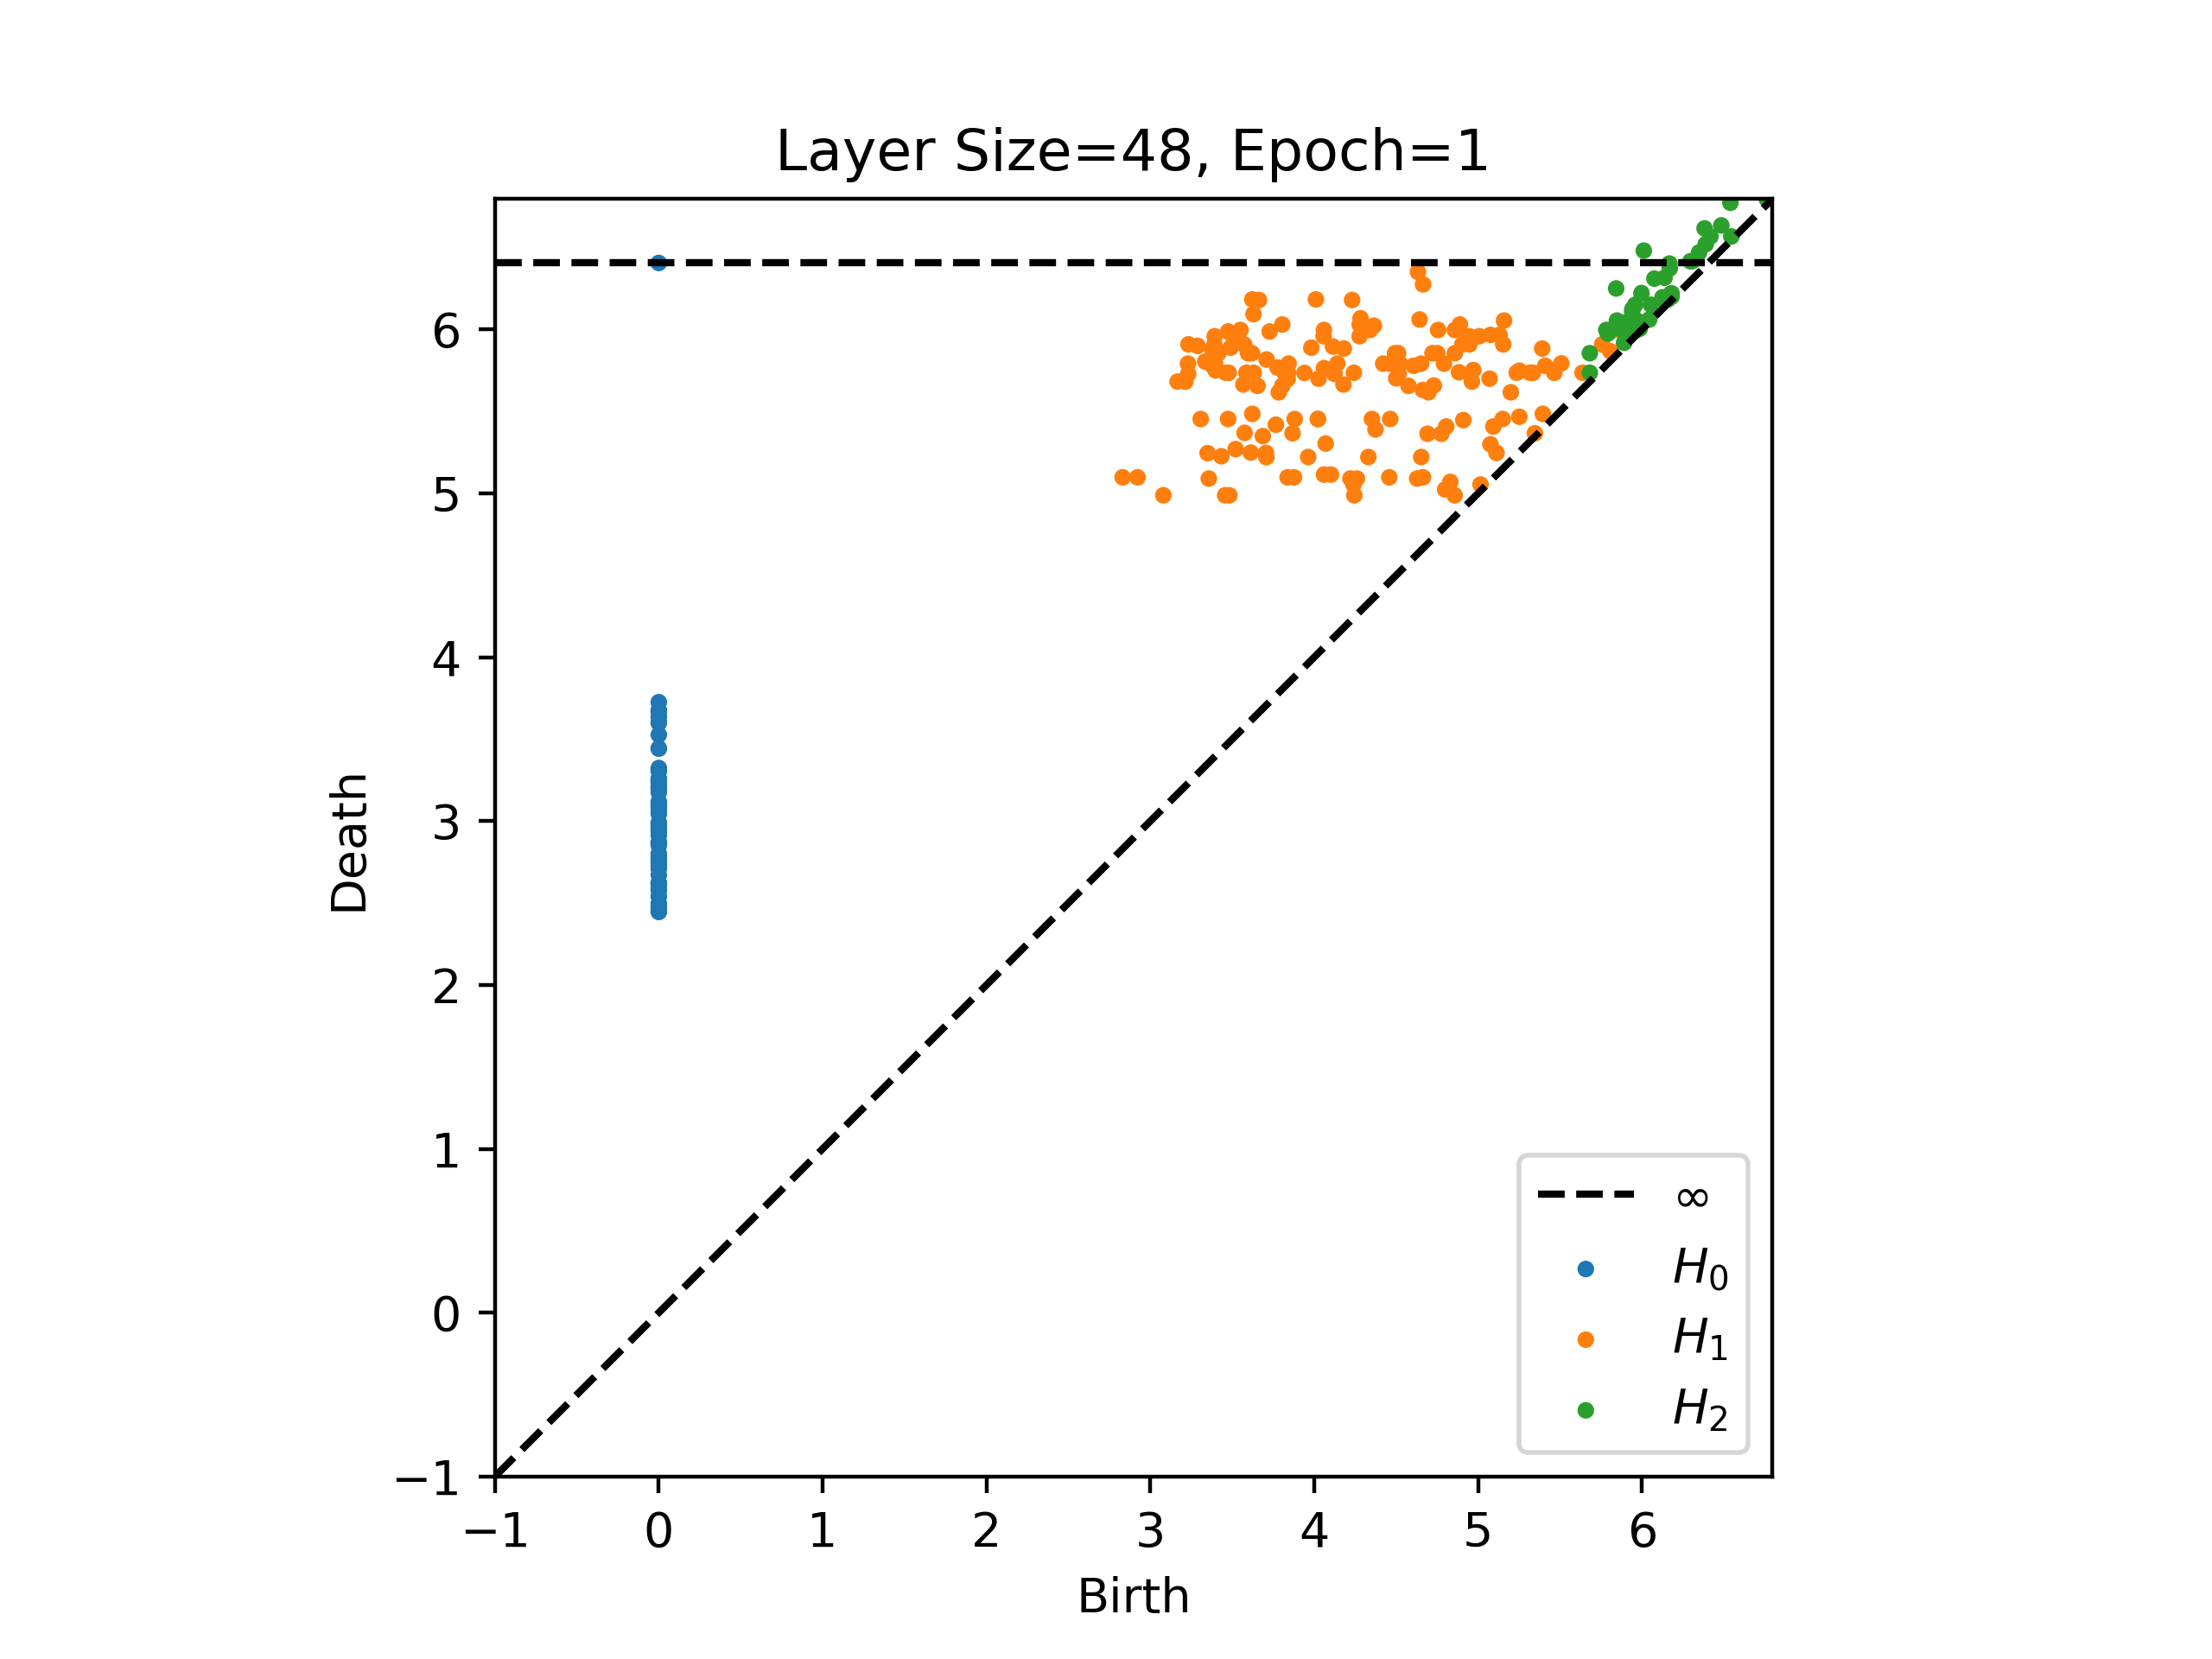 Layer Size=48, Epoch=1
Death
6
5
4
3
2
1
0
−1
−1 0 1 2 3 4 5 6
Birth
∞
H₀
H₁
H₂